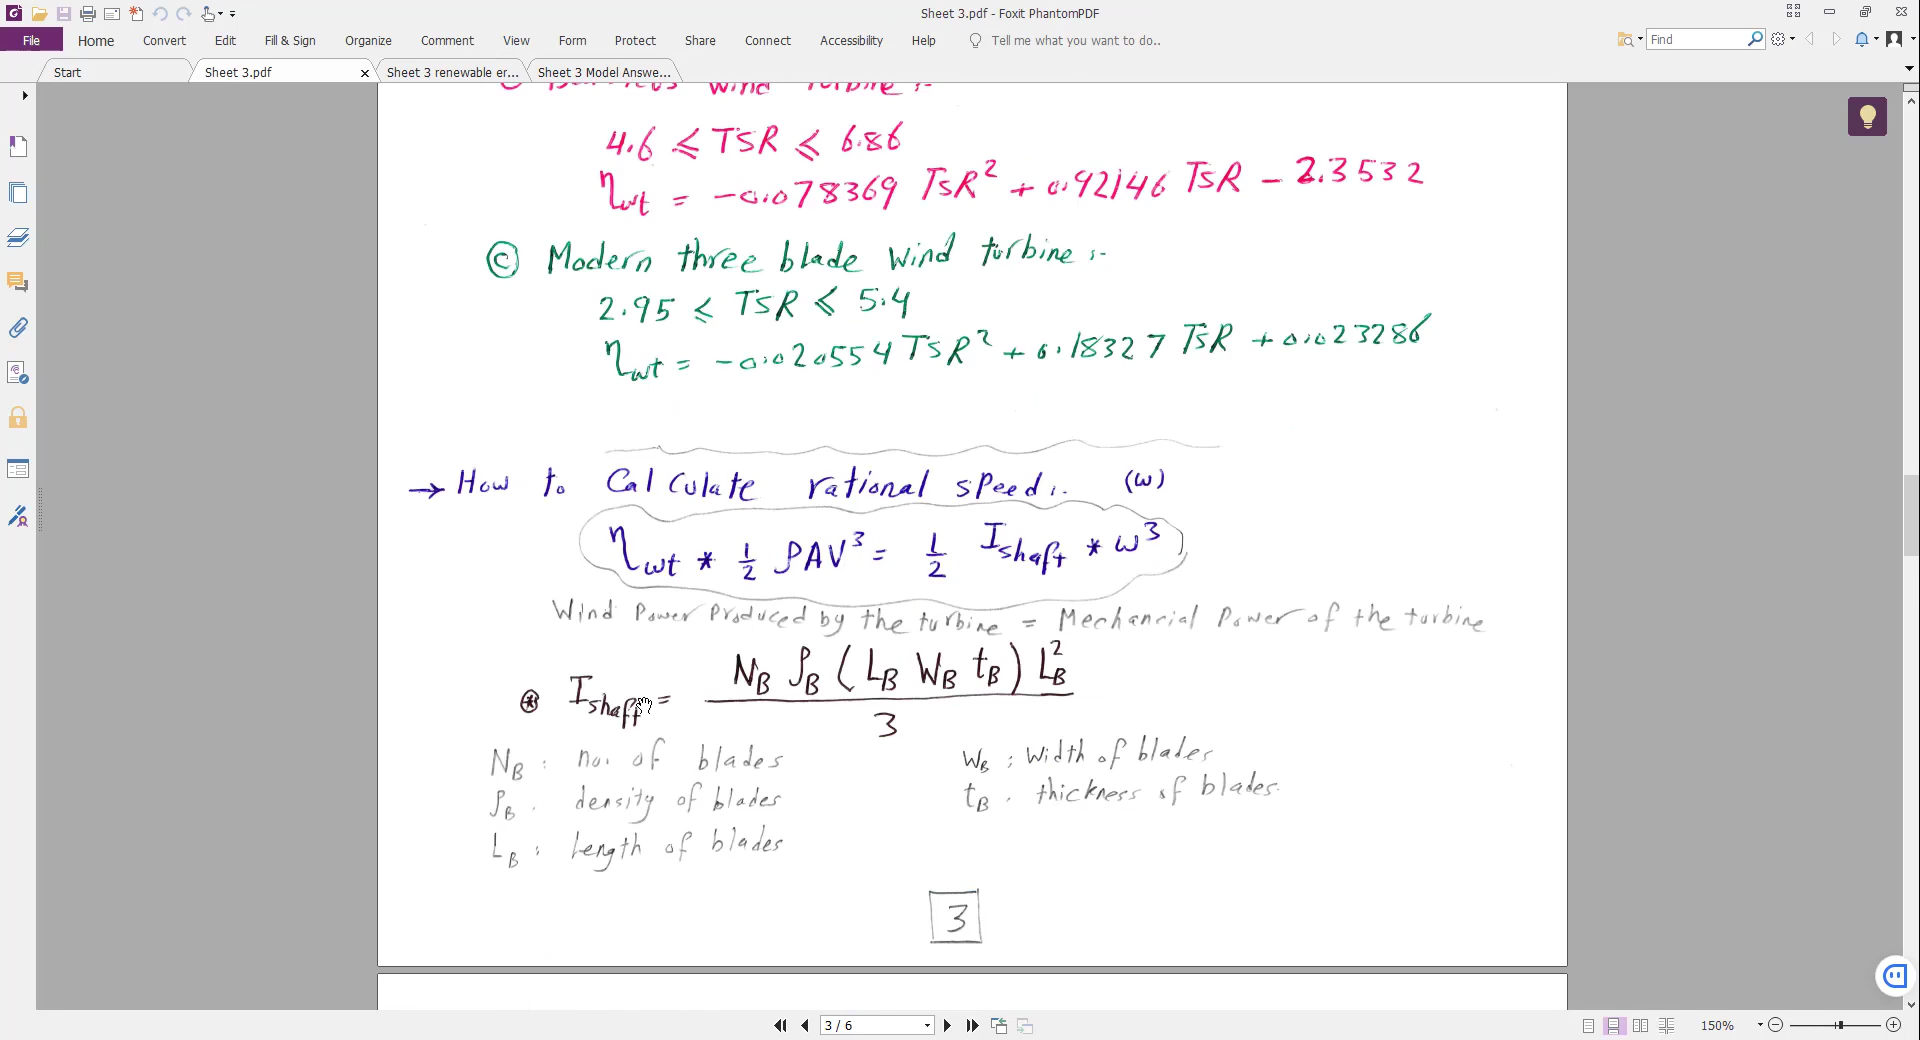 Sheet 3.pdf - Foxit PhantomPDF
File Home Convert Edit Fill & Sign Organize Comment View Form Protect Share Connect Accessibility Help Tell me what you want to do.. Find
Start Sheet 3.pdf Sheet 3 renewable er... Sheet 3 Model Answe...
wind turbine :-
4.6 ≤ TSR ≤ 6.86
η_wt = -0.078369 TSR² + 0.92146 TSR - 2.3532
Ⓒ Modern three blade wind turbine :-
2.95 ≤ TSR ≤ 5.4
η_wt = -0.020554 TSR² + 0.18327 TSR + 0.023286
→ How to Calculate rational speed :. (ω)
η_wt * 1/2 ρAV³ = 1/2 I_shaft * ω³
Wind Power Produced by the turbine = Mechancial Power of the turbine
⊛ I_shaft = N_B ρ_B (L_B W_B t_B) L_B² / 3
N_B : no. of blades
W_B : width of blades
ρ_B . density of blades
t_B . thickness of blades.
L_B : Length of blades
3
3 / 6
150%